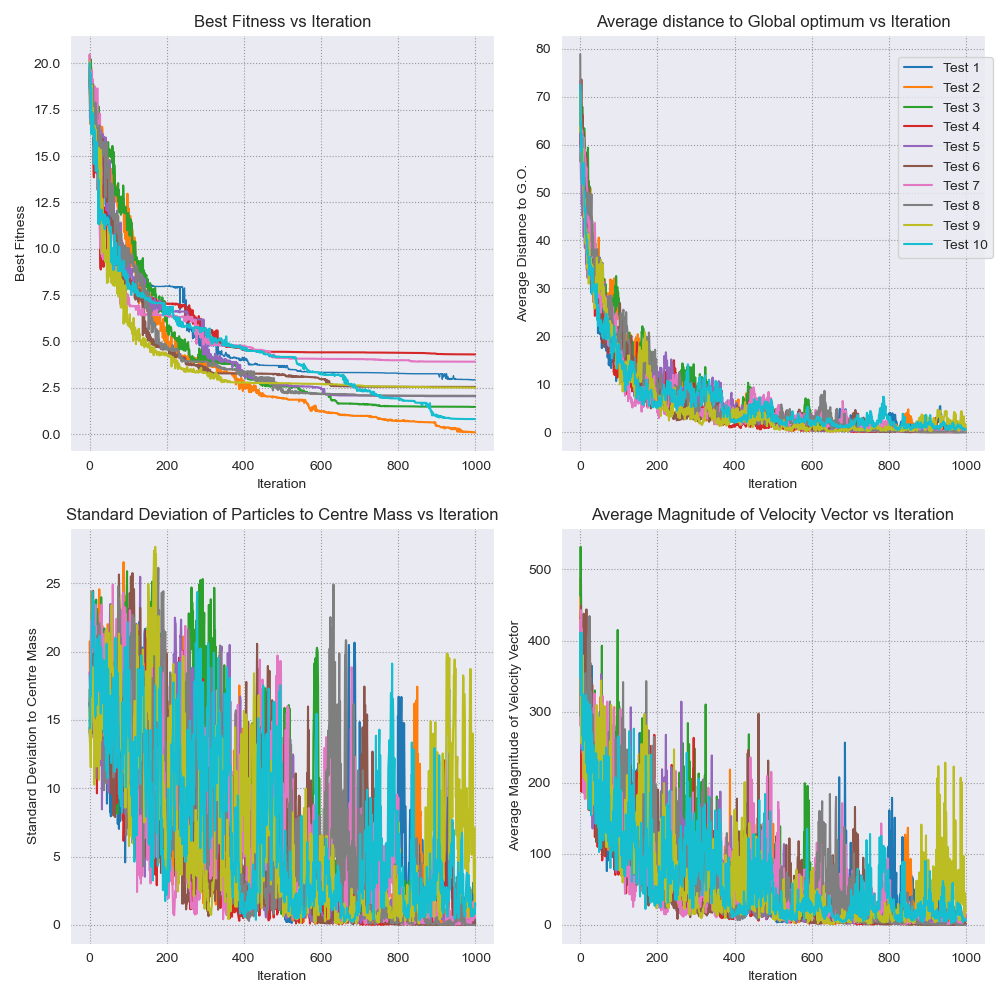 Best Fitness vs Iteration
Best Fitness
20.0
17.5
15.0
12.5
10.0
7.5
5.0
2.5
0.0
0 200 400 600 800 1000
Iteration
Average distance to Global optimum vs Iteration
Average Distance to G.O.
80
70
60
50
40
30
20
10
0
0 200 400 600 800 1000
Iteration
Test 1
Test 2
Test 3
Test 4
Test 5
Test 6
Test 7
Test 8
Test 9
Test 10
Standard Deviation of Particles to Centre Mass vs Iteration
Standard Deviation to Centre Mass
25
20
15
10
5
0
0 200 400 600 800 1000
Iteration
Average Magnitude of Velocity Vector vs Iteration
Average Magnitude of Velocity Vector
500
400
300
200
100
0
0 200 400 600 800 1000
Iteration